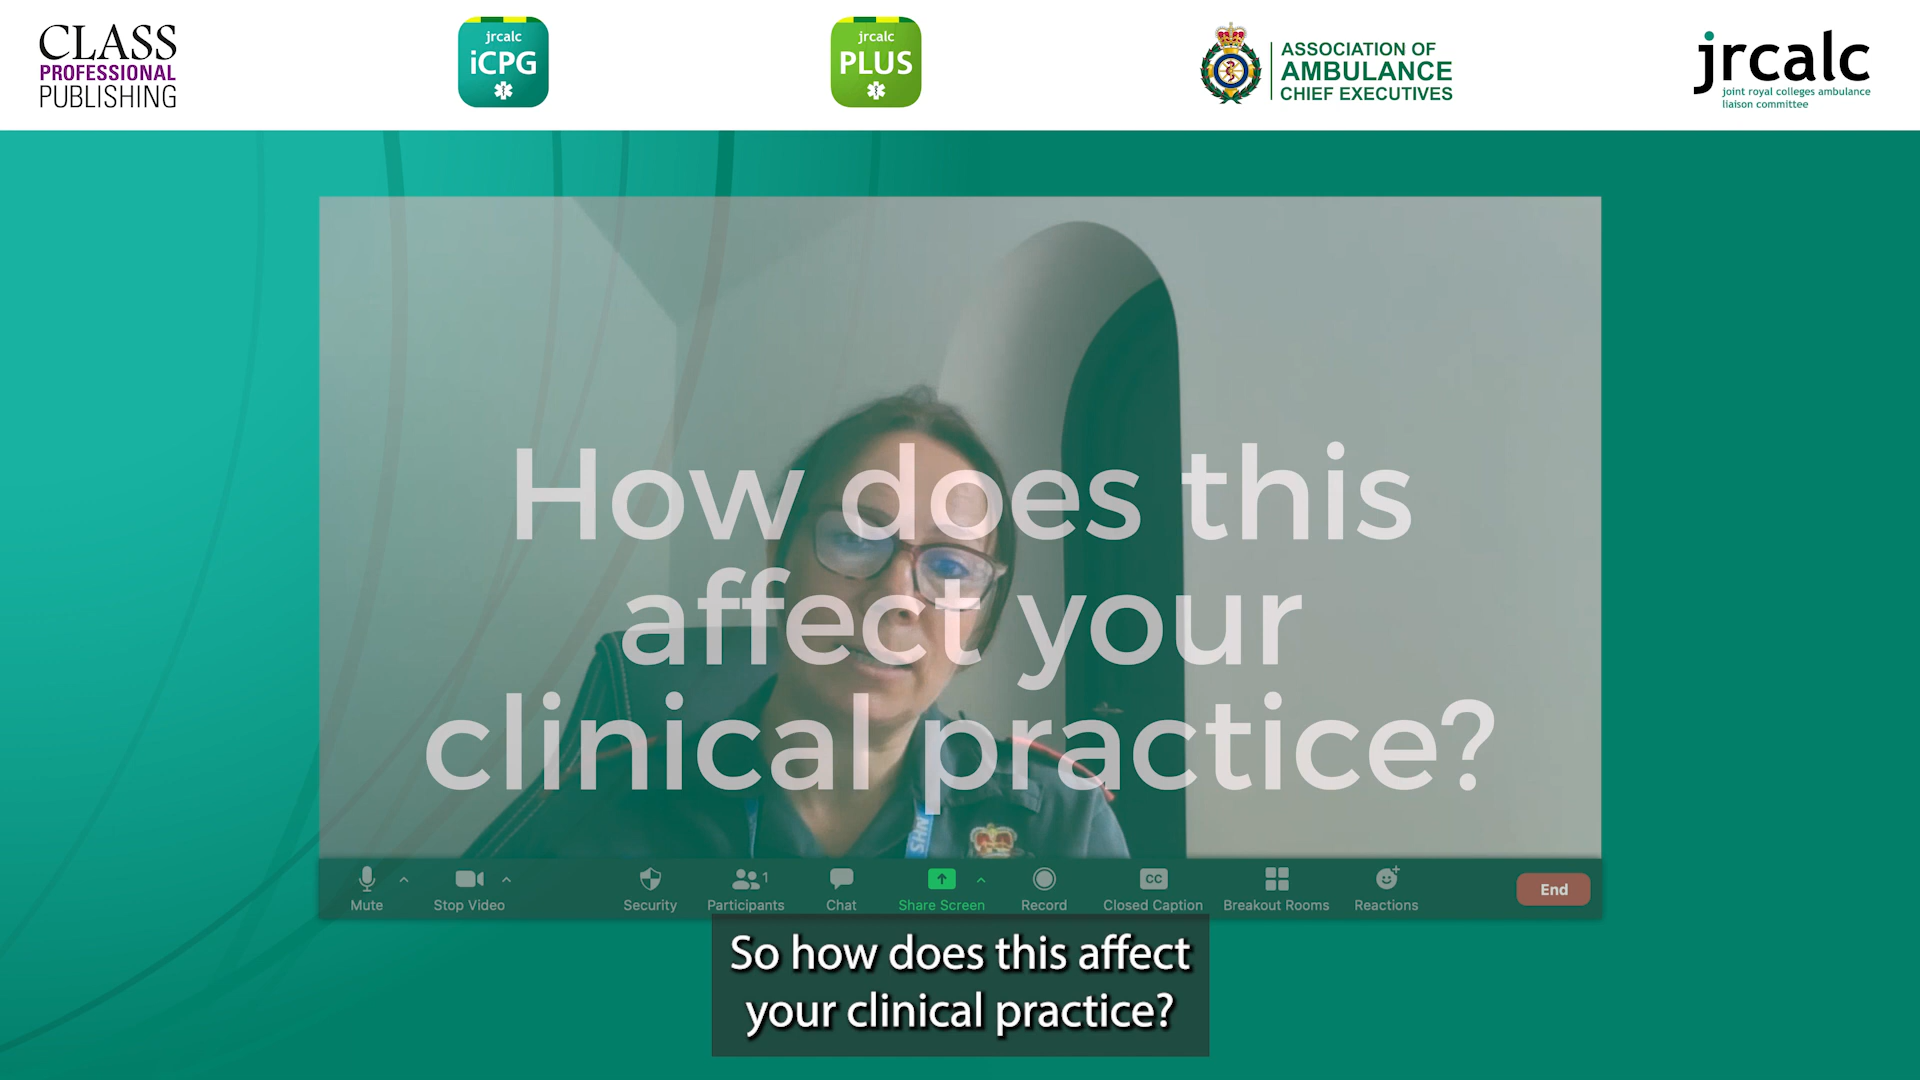 CLASS
PROFESSIONAL
PUBLISHING
jrcalc
iCPG
jrcalc
PLUS
ASSOCIATION OF
AMBULANCE
CHIEF EXECUTIVES
jrcalc
joint royal colleges ambulance
liaison committee
How does this
affect your
clinical practice?
NHS
Mute
Stop Video
Security
1
Participants
Chat
Share Screen
Record
CC
Closed Caption
Breakout Rooms
Reactions
End
So how does this affect
your clinical practice?